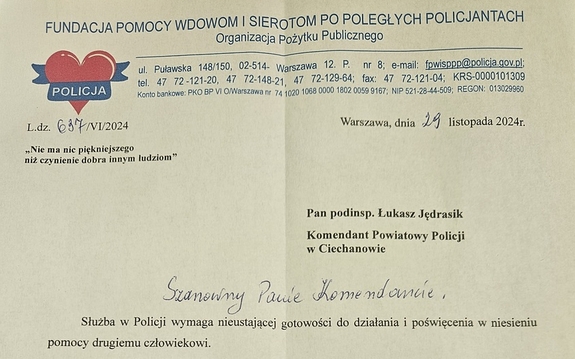 FUNDACJA POMOCY WDOWOM I SIEROTOM PO POLEGŁYCH POLICJANTACH
Organizacja Pożytku Publicznego
ul. Puławska 148/150, 02-514- Warszawa 12. P. nr 8; e-mail: fpwisppp@policja.gov.pl;
tel. 47 72 -121-20, 47 72-148-21, 47 72-129-64; fax: 47 72-121-04; KRS-0000101309
Konto bankowe: PKO BP VI O/Warszawa nr 74 1020 1068 0000 1802 0059 9167; NIP 521-28-44-509; REGON: 013029960
POLICJA
L.dz. 637/VI/2024
Warszawa, dnia 29 listopada 2024r.
„Nie ma nic piękniejszego
niż czynienie dobra innym ludziom”
Pan podinsp. Łukasz Jędrasik
Komendant Powiatowy Policji
w Ciechanowie
Szanowny Panie Komendancie,
Służba w Policji wymaga nieustającej gotowości do działania i poświęcenia w niesieniu
pomocy drugiemu człowiekowi.